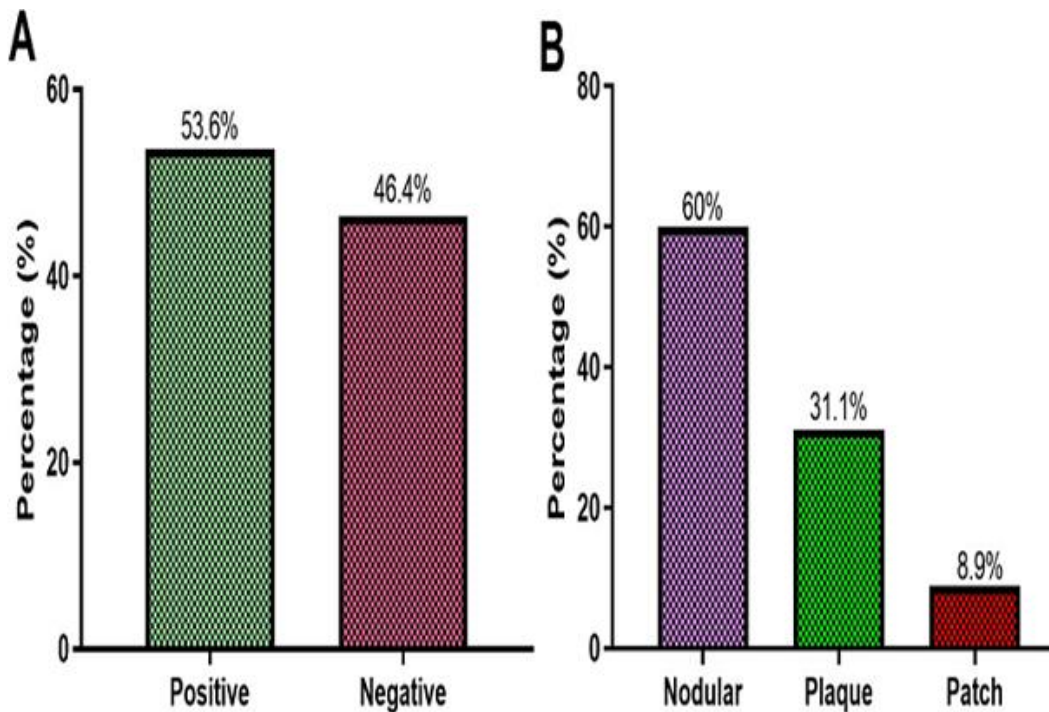 A
Percentage (%)
60
40
20
0
53.6%
46.4%
Positive
Negative
B
Percentage (%)
80
60
40
20
0
60%
31.1%
8.9%
Nodular
Plaque
Patch